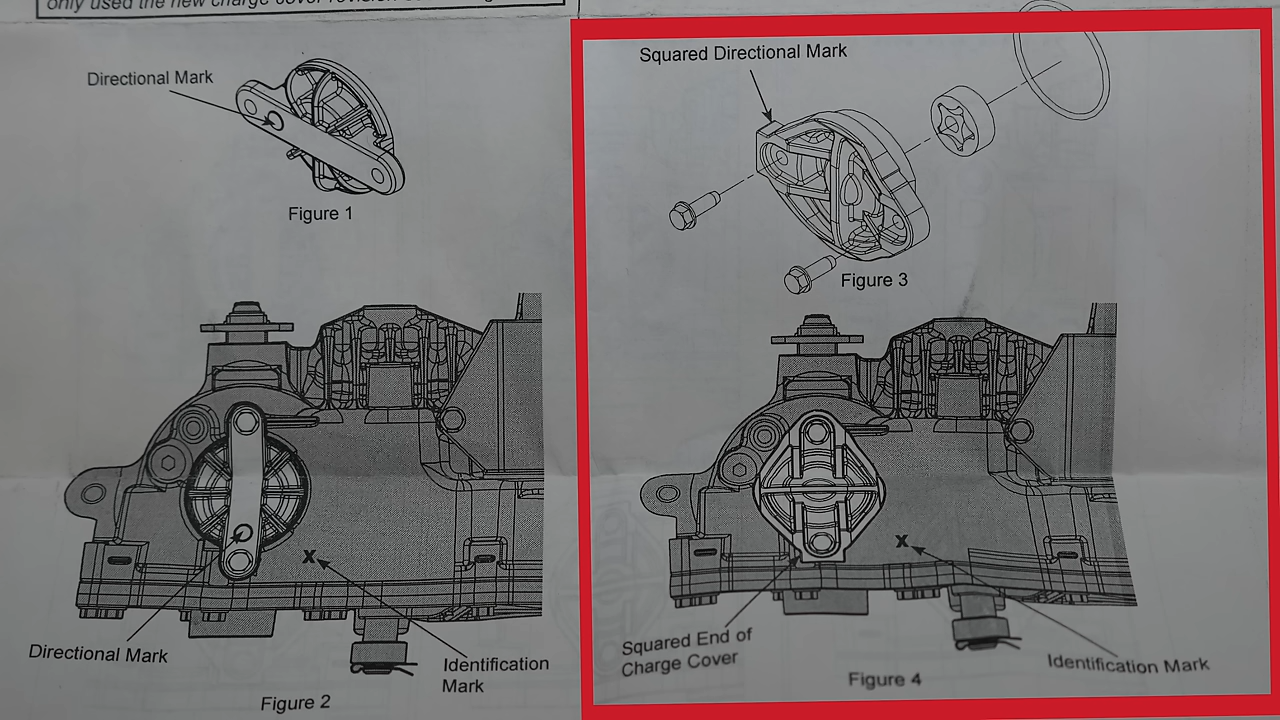 only used the new charge cover revision
Directional Mark
Figure 1
Directional Mark
X
Identification
Mark
Figure 2
Squared Directional Mark
Figure 3
X
Squared End of
Charge Cover
Identification Mark
Figure 4